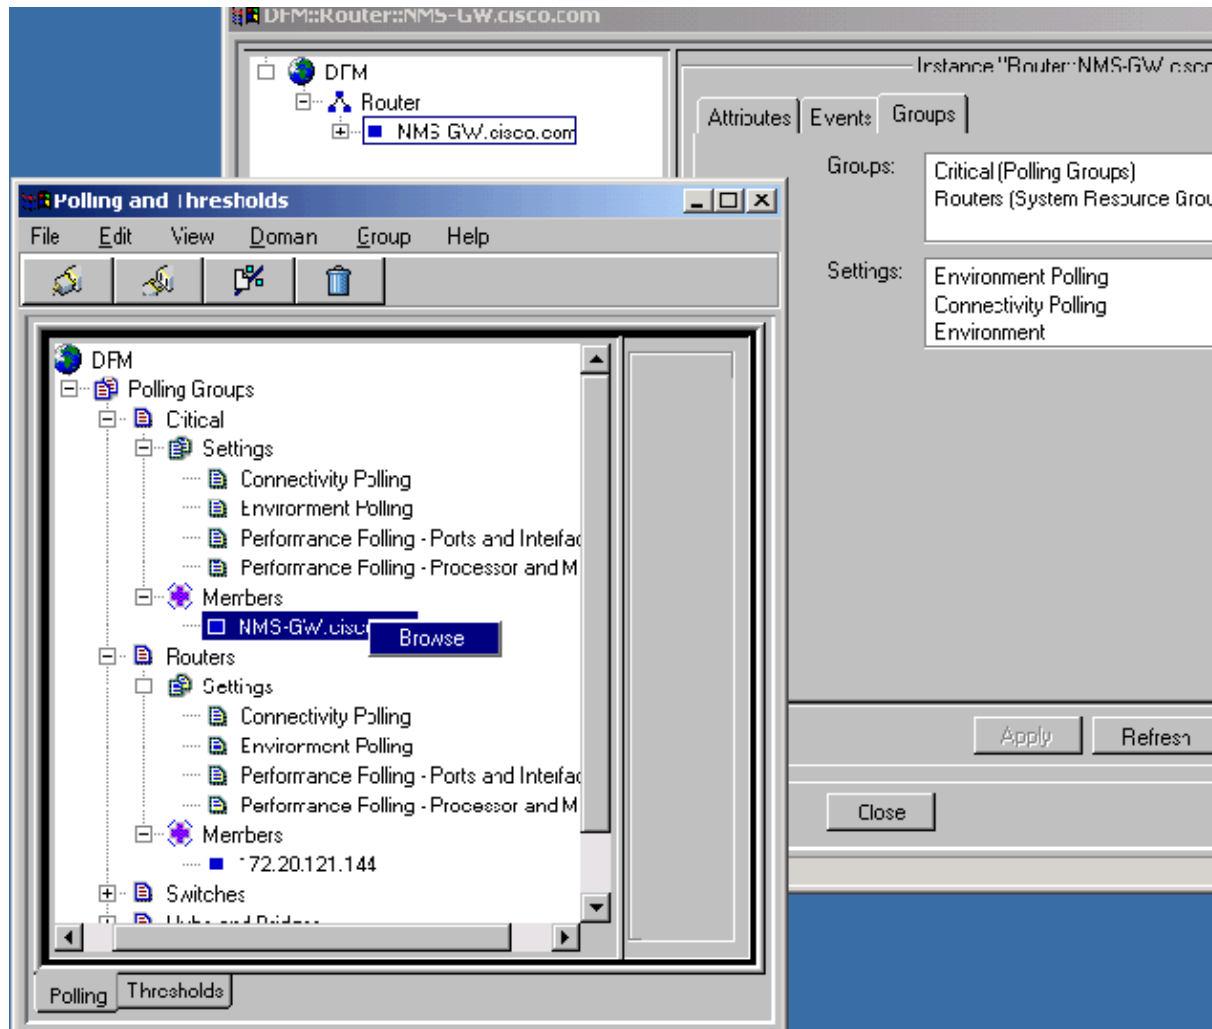 DFM::Router::NMS-GW.cisco.com
DFM
Router
NMS-GW.cisco.com
Instance "Router::NMS-GW.cisco
Attributes
Events
Groups
Groups:
Critical (Polling Groups)
Routers (System Resource Grou
Settings:
Environment Polling
Connectivity Polling
Environment
Apply
Refresh
Close
Polling and Thresholds
File Edit View Domain Group Help
DFM
Polling Groups
Critical
Settings
Connectivity Polling
Environment Polling
Performance Polling - Ports and Interfac
Performance Polling - Processor and M
Members
NMS-GW.cisco
Browse
Routers
Settings
Connectivity Polling
Environment Polling
Performance Polling - Ports and Interfac
Performance Polling - Processor and M
Members
172.20.121.144
Switches
Hubs and Bridges
Polling
Thresholds